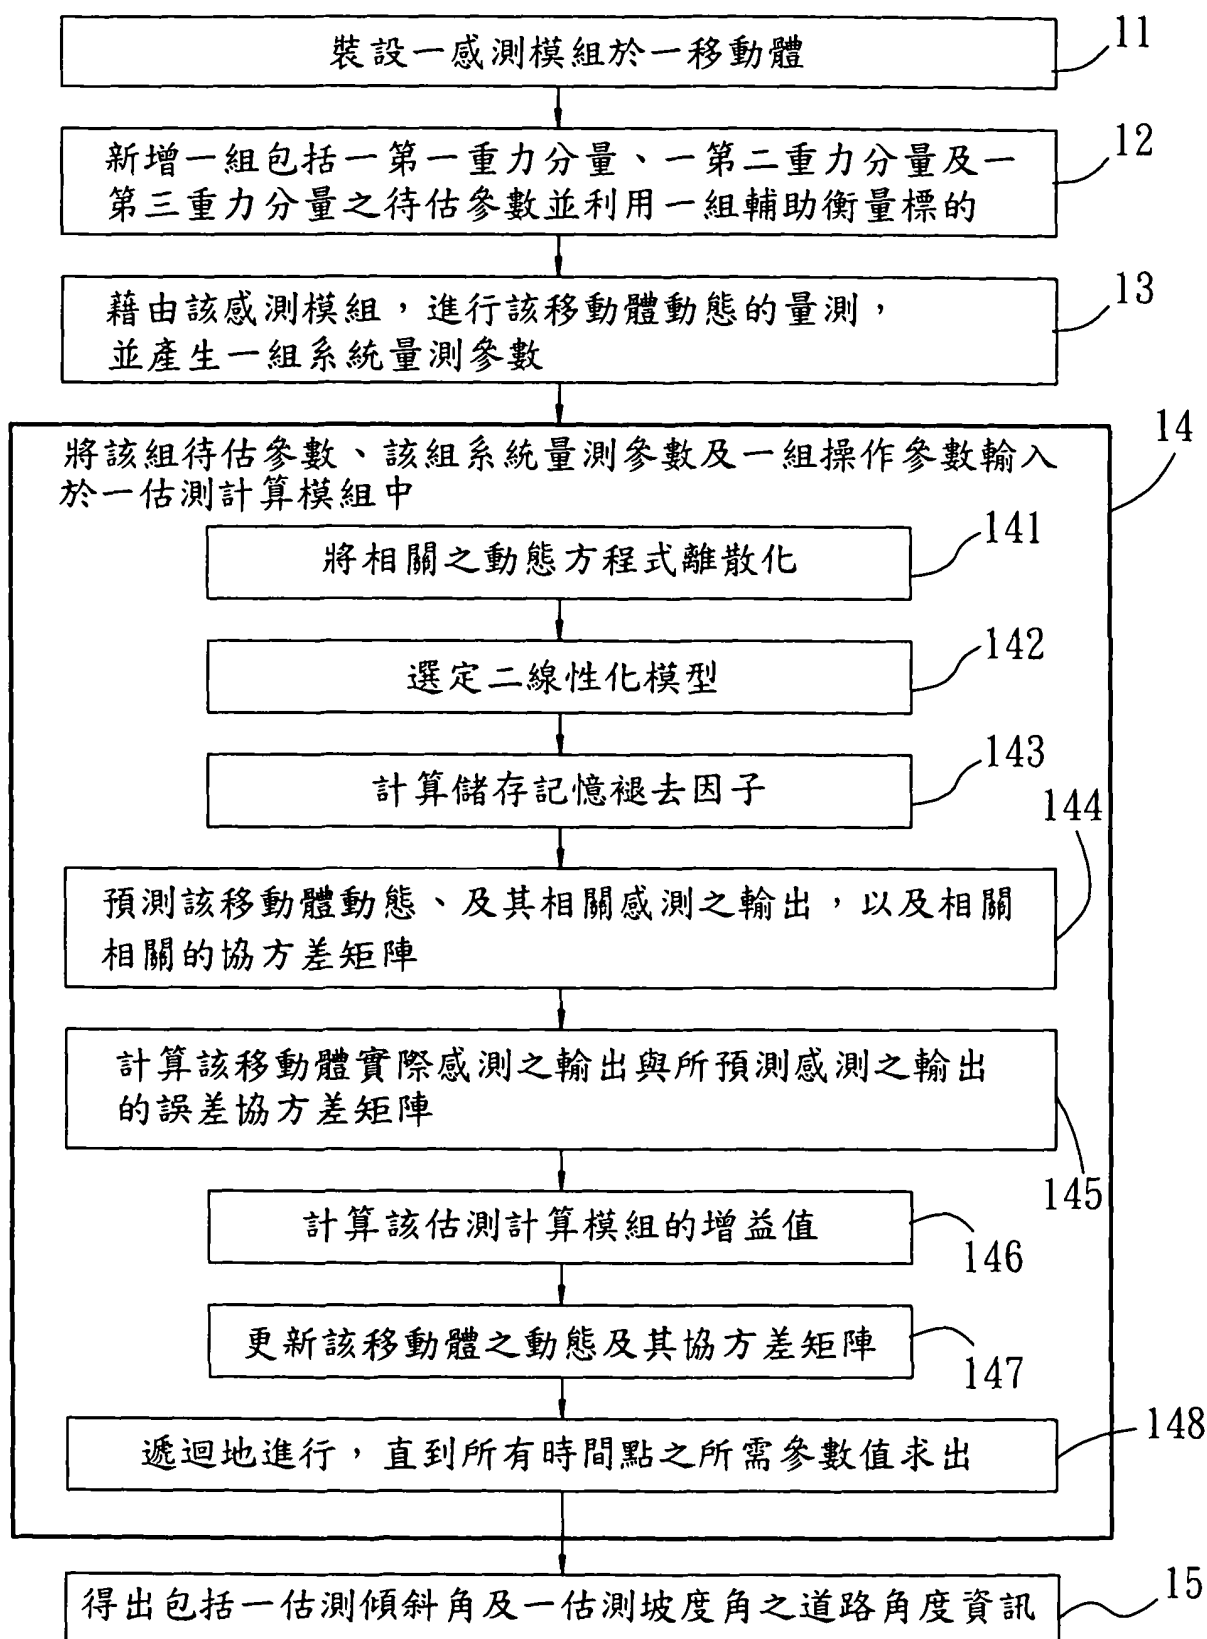 裝設一感測模組於一移動體
11
新增一組包括一第一重力分量、一第二重力分量及一
第三重力分量之待估參數並利用一組輔助衡量標的
12
藉由該感測模組，進行該移動體動態的量測，
並產生一組系統量測參數
13
將該組待估參數、該組系統量測參數及一組操作參數輸入
於一估測計算模組中
14
將相關之動態方程式離散化
141
選定二線性化模型
142
計算儲存記憶褪去因子
143
預測該移動體動態、及其相關感測之輸出，以及相關
相關的協方差矩陣
144
計算該移動體實際感測之輸出與所預測感測之輸出
的誤差協方差矩陣
145
計算該估測計算模組的增益值
146
更新該移動體之動態及其協方差矩陣
147
遞迴地進行，直到所有時間點之所需參數值求出
148
得出包括一估測傾斜角及一估測坡度角之道路角度資訊
15